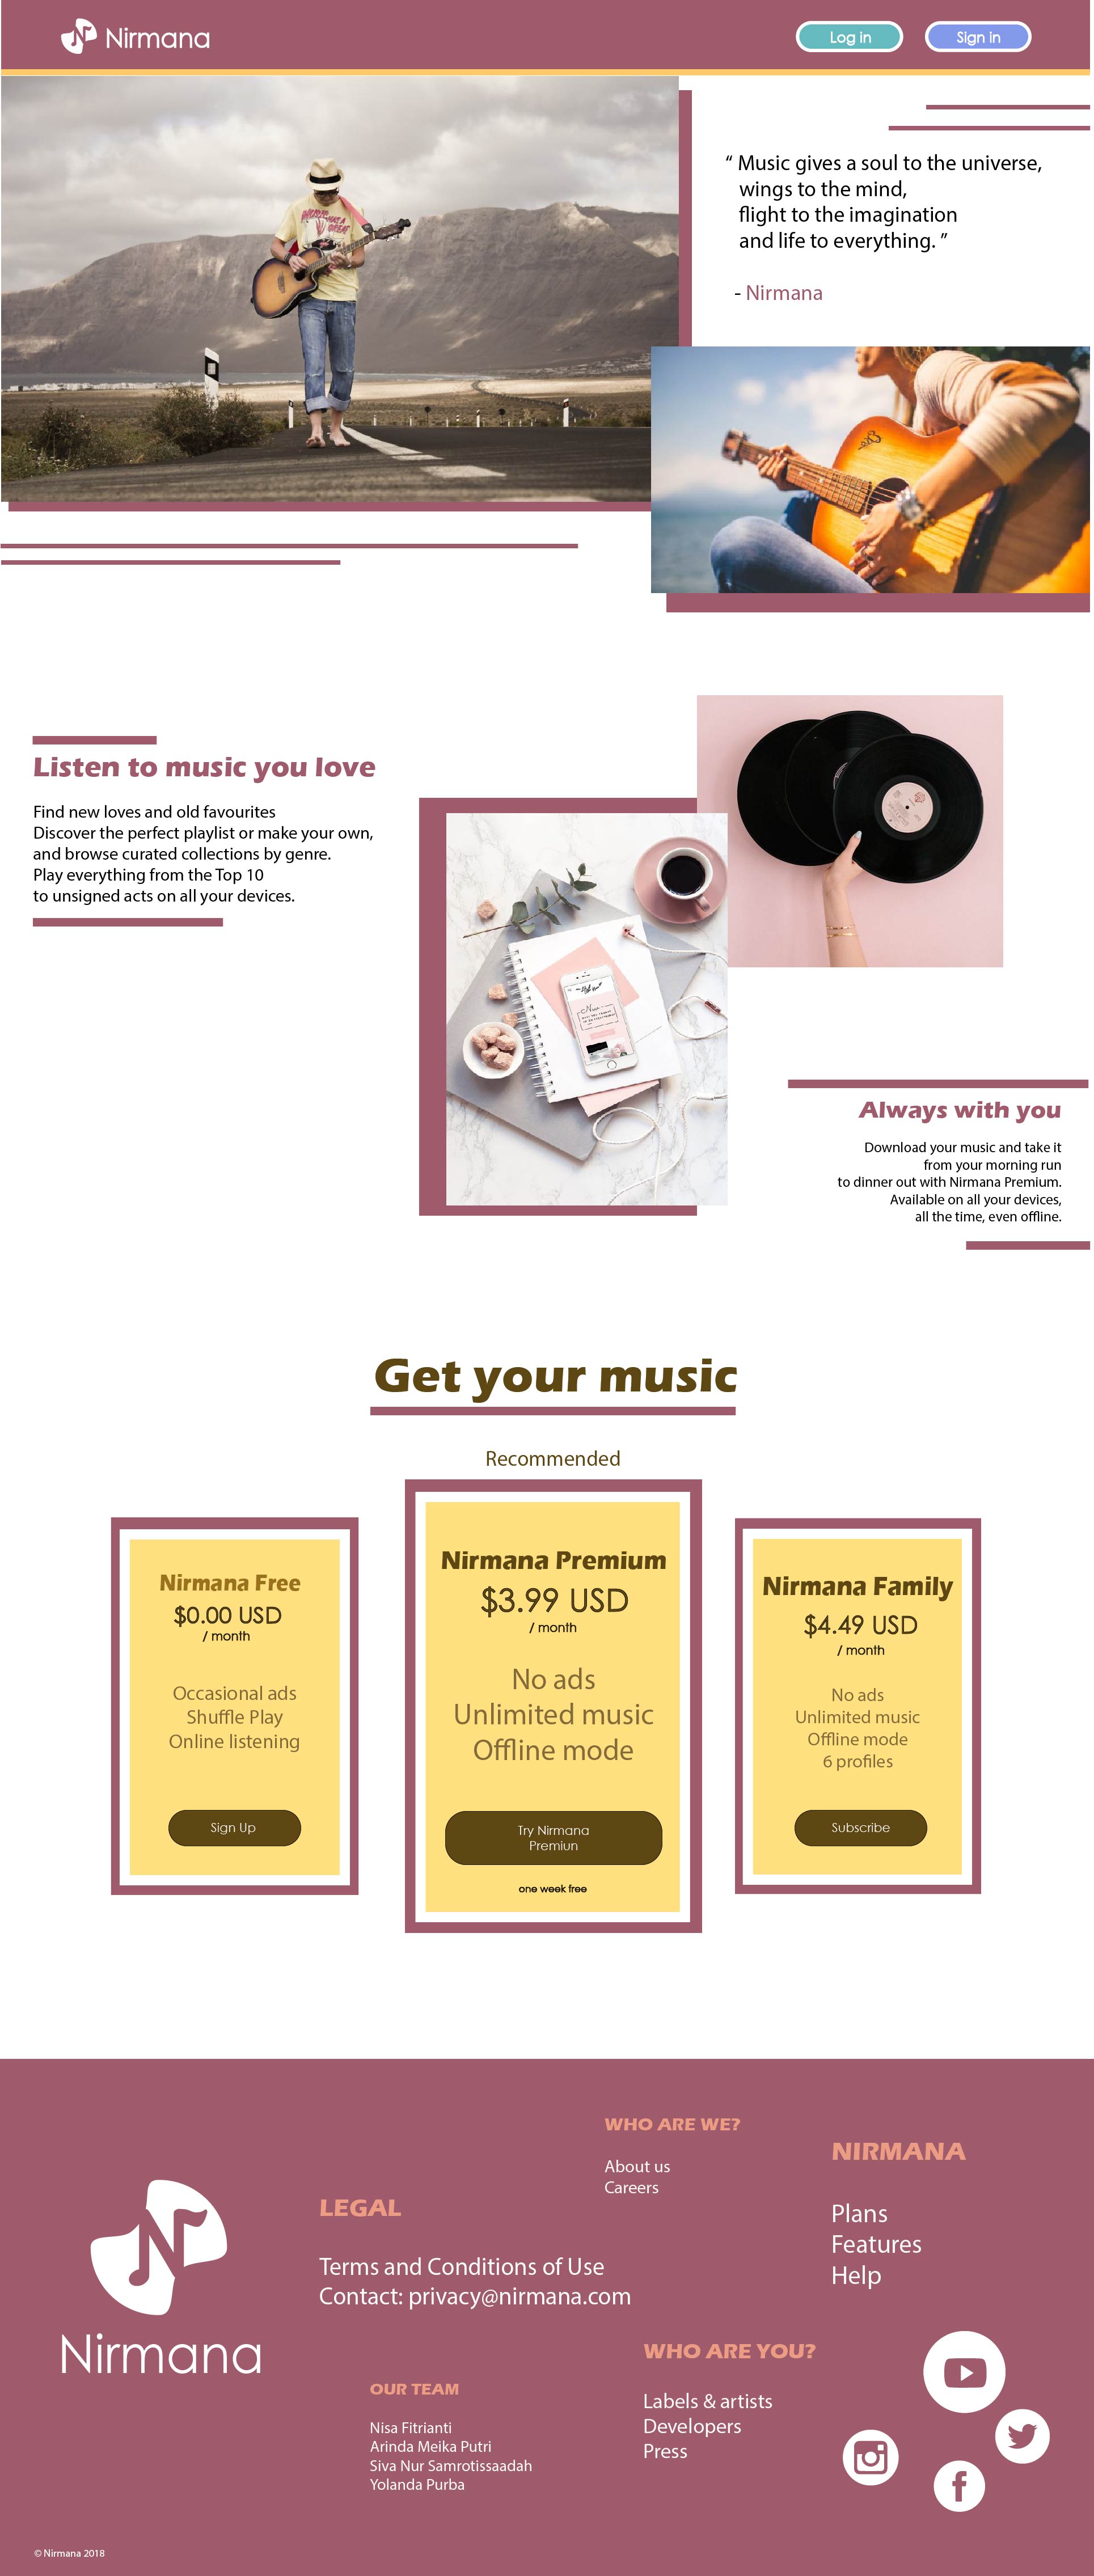 Nirmana
Log in
Sign in
“ Music gives a soul to the universe,
wings to the mind,
flight to the imagination
and life to everything. ”
- Nirmana
Listen to music you love
Find new loves and old favourites
Discover the perfect playlist or make your own,
and browse curated collections by genre.
Play everything from the Top 10
to unsigned acts on all your devices.
Always with you
Download your music and take it
from your morning run
to dinner out with Nirmana Premium.
Available on all your devices,
all the time, even offline.
Get your music
Recommended
Nirmana Free
$0.00 USD
/ month
Occasional ads
Shuffle Play
Online listening
Sign Up
Nirmana Premium
$3.99 USD
/ month
No ads
Unlimited music
Offline mode
Try Nirmana
Premiun
one week free
Nirmana Family
$4.49 USD
/ month
No ads
Unlimited music
Offline mode
6 profiles
Subscribe
Nirmana
LEGAL
Terms and Conditions of Use
Contact: privacy@nirmana.com
OUR TEAM
Nisa Fitrianti
Arinda Meika Putri
Siva Nur Samrotissaadah
Yolanda Purba
WHO ARE WE?
About us
Careers
WHO ARE YOU?
Labels & artists
Developers
Press
NIRMANA
Plans
Features
Help
© Nirmana 2018